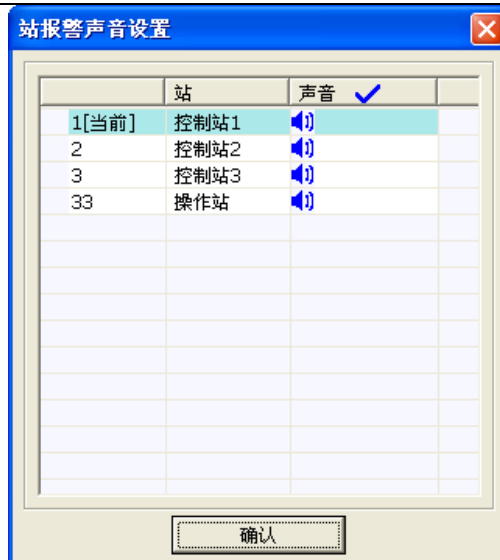 站报警声音设置
站 声音
1[当前] 控制站1
2 控制站2
3 控制站3
33 操作站
确认